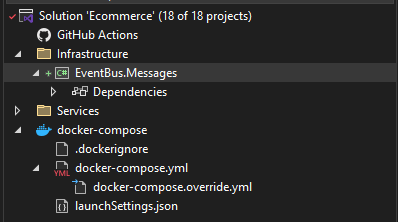 Solution 'Ecommerce' (18 of 18 projects)
GitHub Actions
Infrastructure
C# EventBus.Messages
Dependencies
Services
docker-compose
.dockerignore
YML docker-compose.yml
docker-compose.override.yml
launchSettings.json